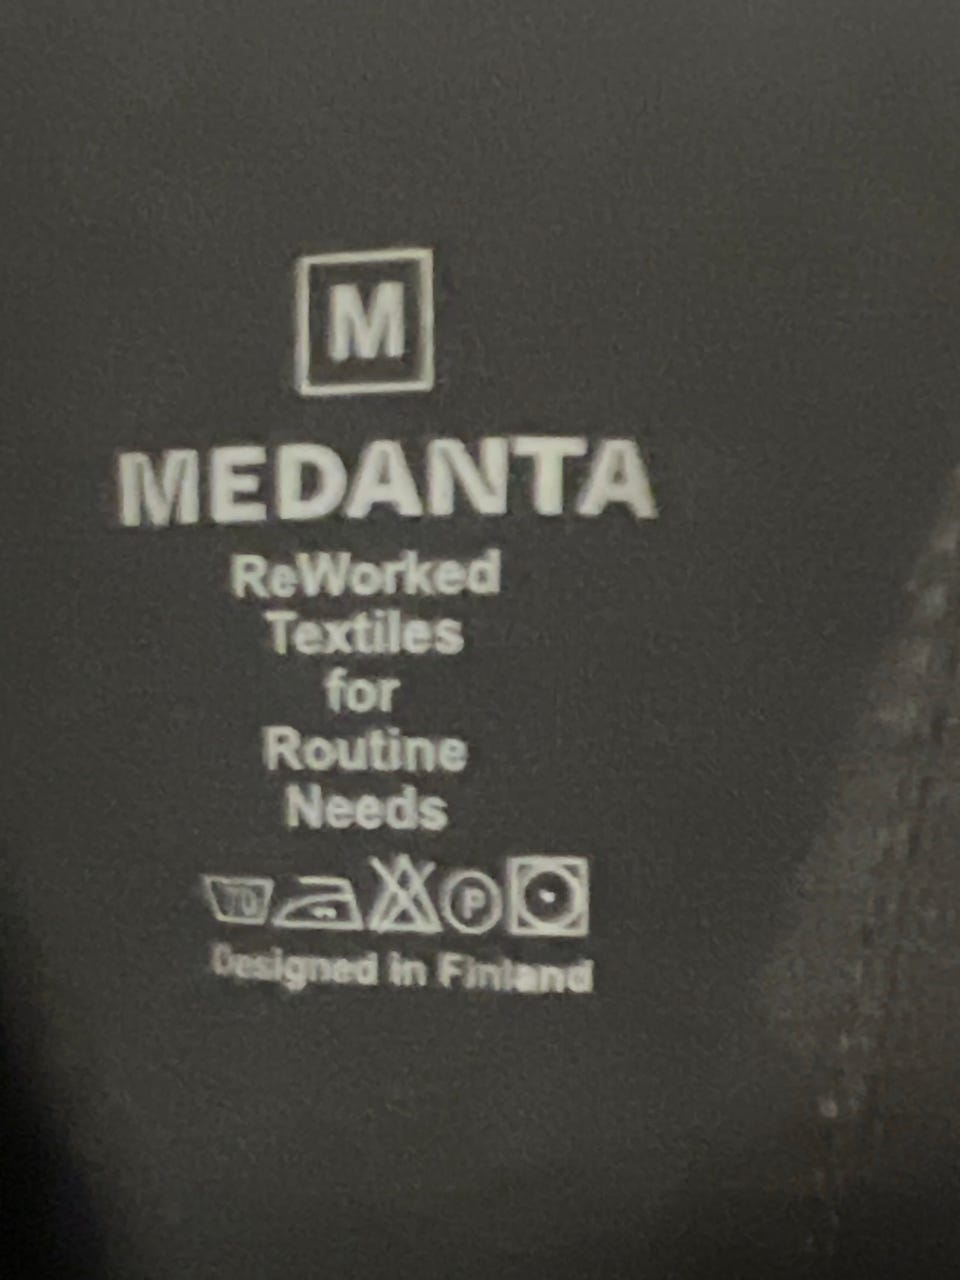 M
MEDANTA
ReWorked
Textiles
for
Routine
Needs
70 P
Designed in Finland